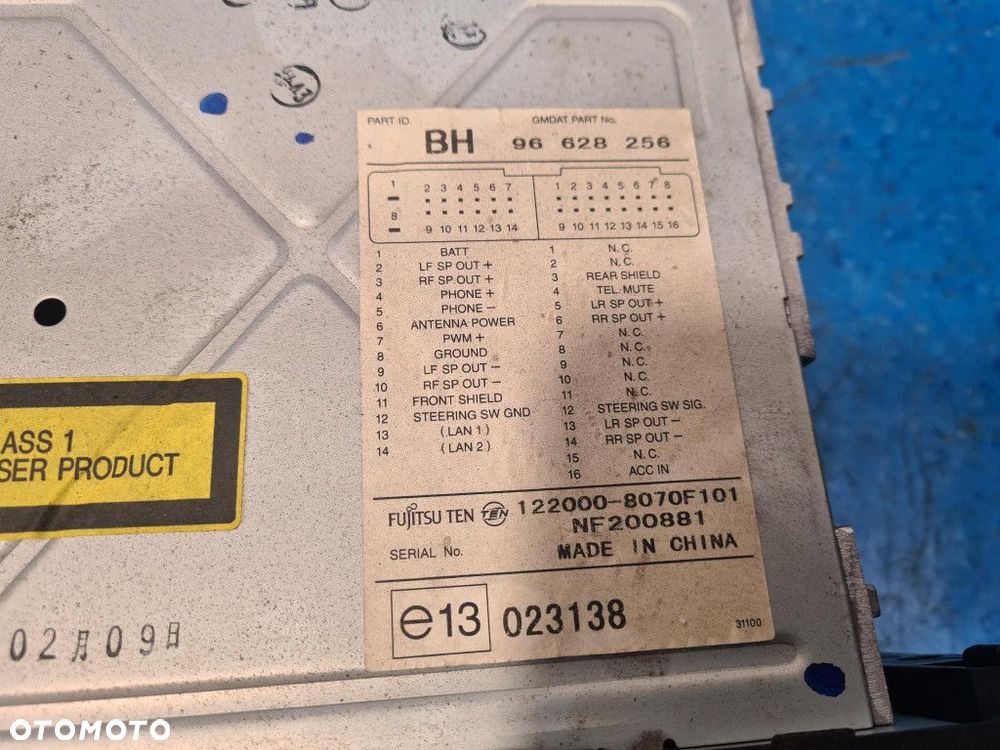 PART ID. GMDAT PART No.
BH 96 628 256
1 2 3 4 5 6 7 1 2 3 4 5 6 7 8
8 9 10 11 12 13 14 9 10 11 12 13 14 15 16
1 BATT
2 LF SP OUT +
3 RF SP OUT +
4 PHONE +
5 PHONE −
6 ANTENNA POWER
7 PWM +
8 GROUND
9 LF SP OUT −
10 RF SP OUT −
11 FRONT SHIELD
12 STEERING SW GND
13 ( LAN 1 )
14 ( LAN 2 )
1 N. C.
2 N. C.
3 REAR SHIELD
4 TEL. MUTE
5 LR SP OUT +
6 RR SP OUT +
7 N. C.
8 N. C.
9 N. C.
10 N. C.
11 N. C.
12 STEERING SW SIG.
13 LR SP OUT −
14 RR SP OUT −
15 N. C.
16 ACC IN
FUJITSU TEN TEN 122000-8070F101
NF200881
SERIAL No. MADE IN CHINA
e13 023138
31100
ASS 1
SER PRODUCT
02月09日
OTOMOTO